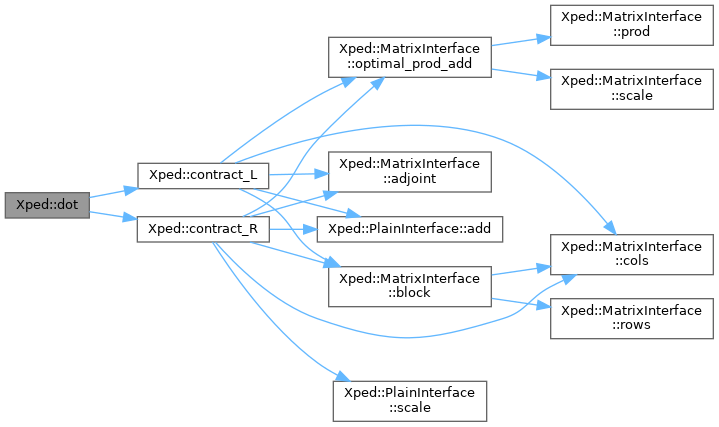 Xped::dot
Xped::contract_L
Xped::contract_R
Xped::MatrixInterface
::optimal_prod_add
Xped::MatrixInterface
::adjoint
Xped::PlainInterface::add
Xped::MatrixInterface
::block
Xped::PlainInterface
::scale
Xped::MatrixInterface
::prod
Xped::MatrixInterface
::scale
Xped::MatrixInterface
::cols
Xped::MatrixInterface
::rows